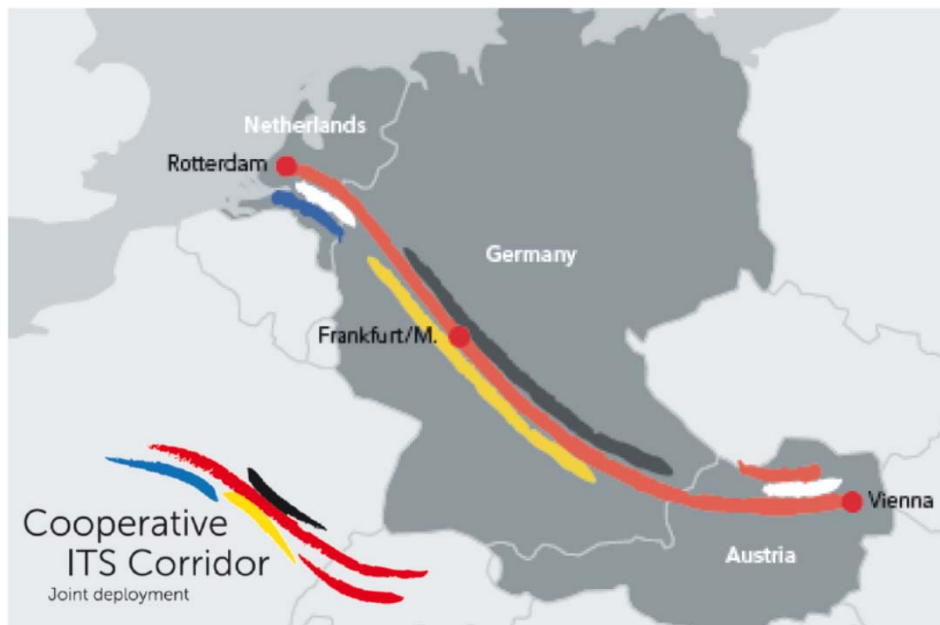 Netherlands
Rotterdam
Germany
Frankfurt/M.
Vienna
Austria
Cooperative
ITS Corridor
Joint deployment